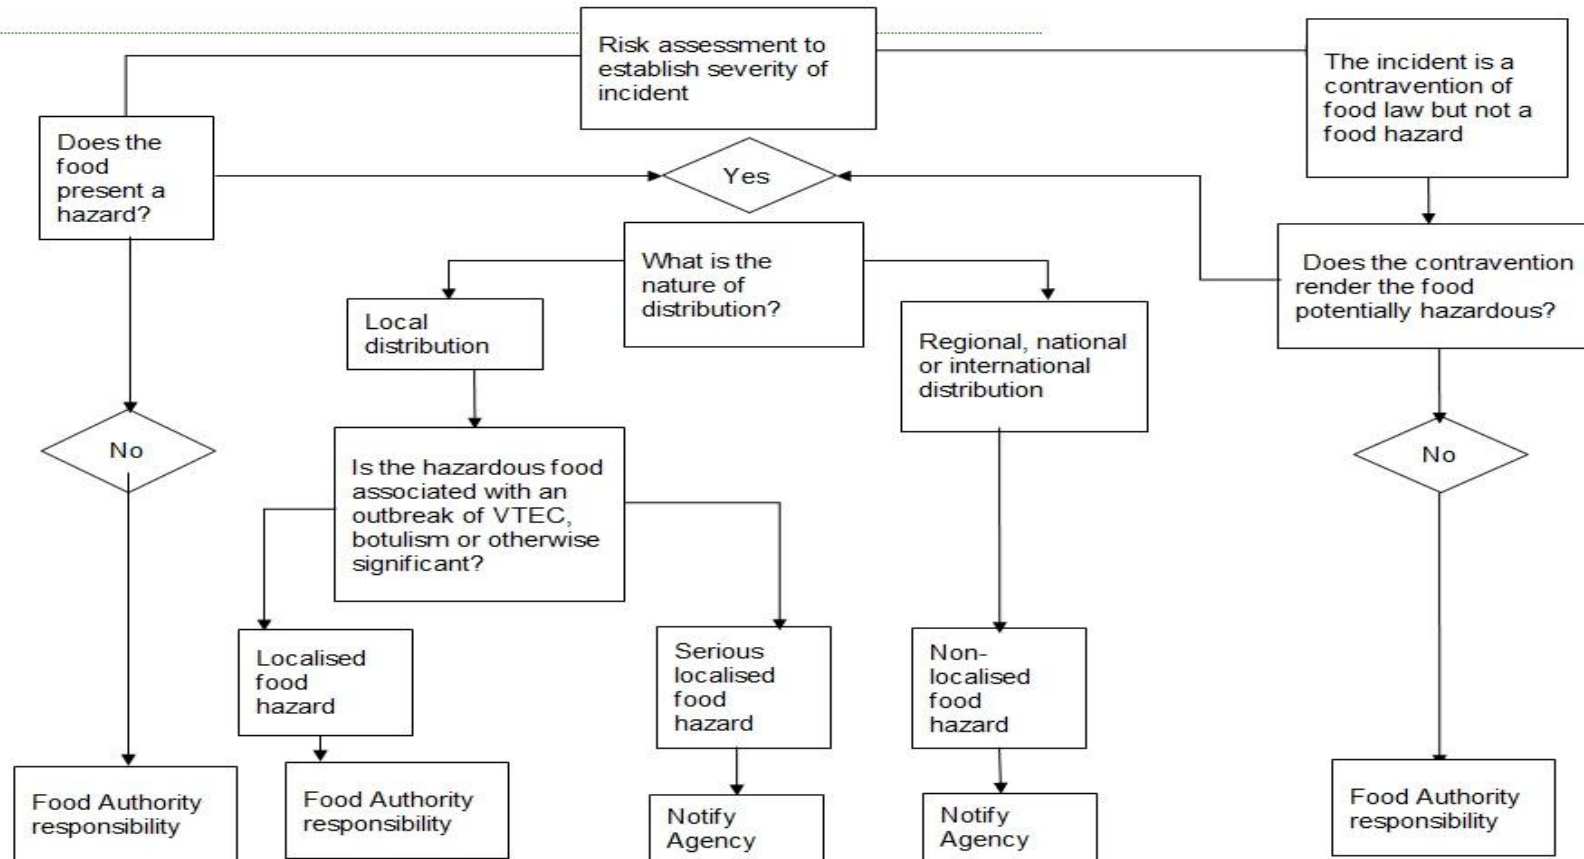 Risk assessment to
establish severity of
incident
The incident is a
contravention of
food law but not a
food hazard
Does the
food
present a
hazard?
Yes
What is the
nature of
distribution?
Does the contravention
render the food
potentially hazardous?
Local
distribution
Regional, national
or international
distribution
No
Is the hazardous food
associated with an
outbreak of VTEC,
botulism or otherwise
significant?
No
Localised
food
hazard
Serious
localised
food
hazard
Non-
localised
food
hazard
Food Authority
responsibility
Food Authority
responsibility
Notify
Agency
Notify
Agency
Food Authority
responsibility